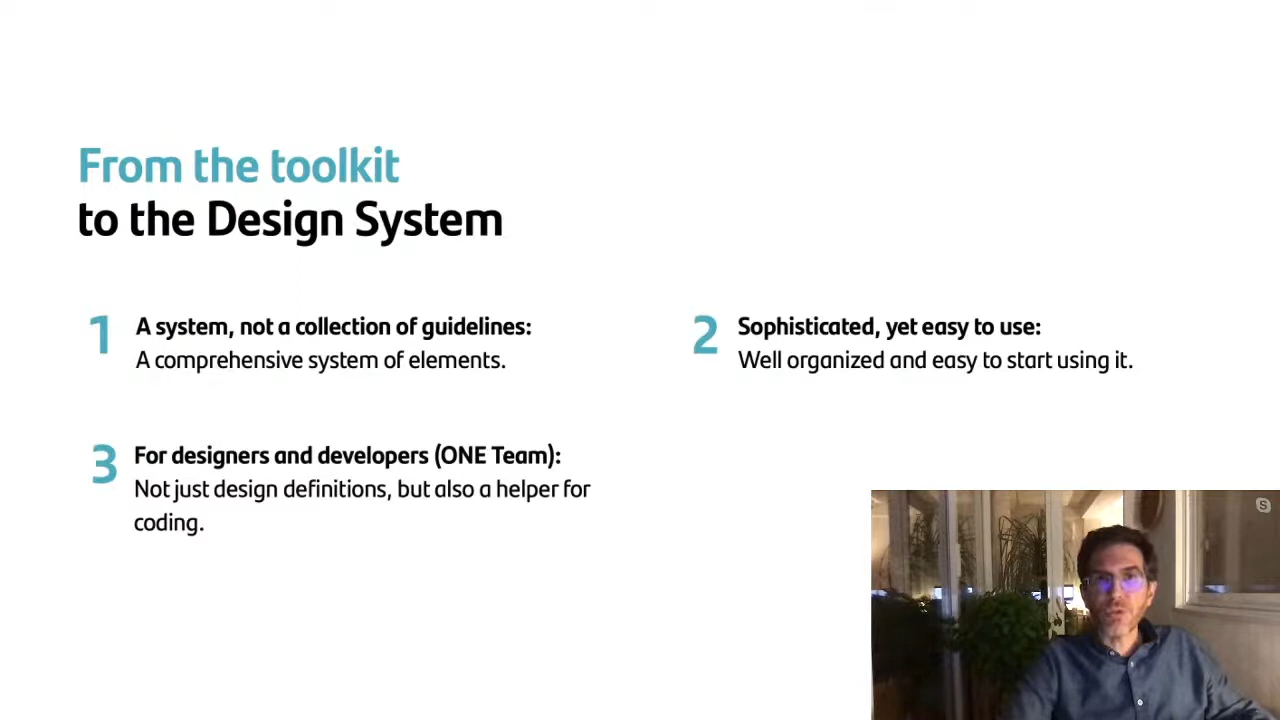 From the toolkit
to the Design System
1
A system, not a collection of guidelines:
A comprehensive system of elements.
2
Sophisticated, yet easy to use:
Well organized and easy to start using it.
3
For designers and developers (ONE Team):
Not just design definitions, but also a helper for
coding.
S